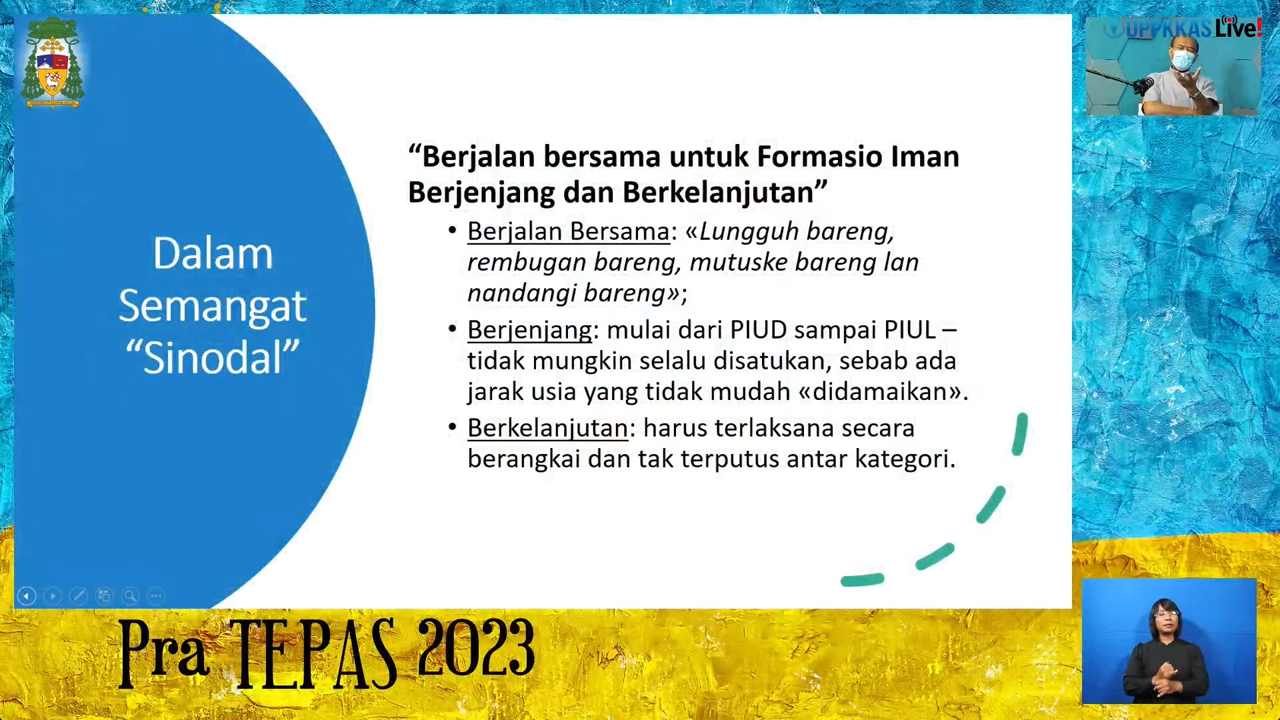 UPPKKAS Live!
Dalam
Semangat
“Sinodal”
“Berjalan bersama untuk Formasio Iman
Berjenjang dan Berkelanjutan”
• Berjalan Bersama: «Lungguh bareng,
rembugan bareng, mutuske bareng lan
nandangi bareng»;
• Berjenjang: mulai dari PIUD sampai PIUL –
tidak mungkin selalu disatukan, sebab ada
jarak usia yang tidak mudah «didamaikan».
• Berkelanjutan: harus terlaksana secara
berangkai dan tak terputus antar kategori.
Pra TEPAS 2023